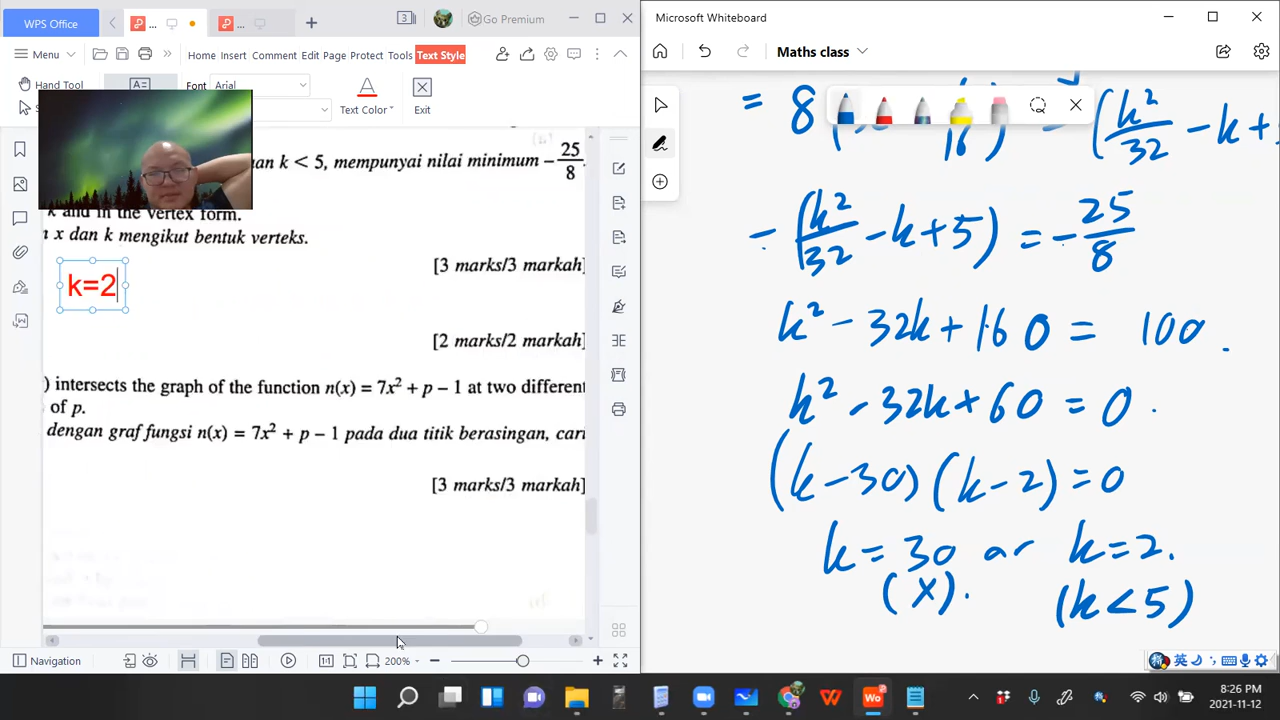 WPS Office
...
...
3
Go Premium
Menu
Home Insert Comment Edit Page Protect Tools Text Style
Hand Tool
Font Arial
Text Color
Exit
an k < 5, mempunyai nilai minimum − 25/8
k and in the vertex form.
x dan k mengikut bentuk verteks.
[3 marks/3 markah]
k=2
[2 marks/2 markah]
) intersects the graph of the function n(x) = 7x² + p − 1 at two different
of p.
dengan graf fungsi n(x) = 7x² + p − 1 pada dua titik berasingan, cari
[3 marks/3 markah]
Navigation
1:1
200%
Microsoft Whiteboard
Maths class
= 8
16
(k²/32 − k +
− (k²/32 − k + 5) = − 25/8
k² − 32k + 160 = 100.
k² − 32k + 60 = 0.
(k − 30)(k − 2) = 0
k = 30 or k = 2.
(X). (k < 5)
英
8:26 PM
2021-11-12